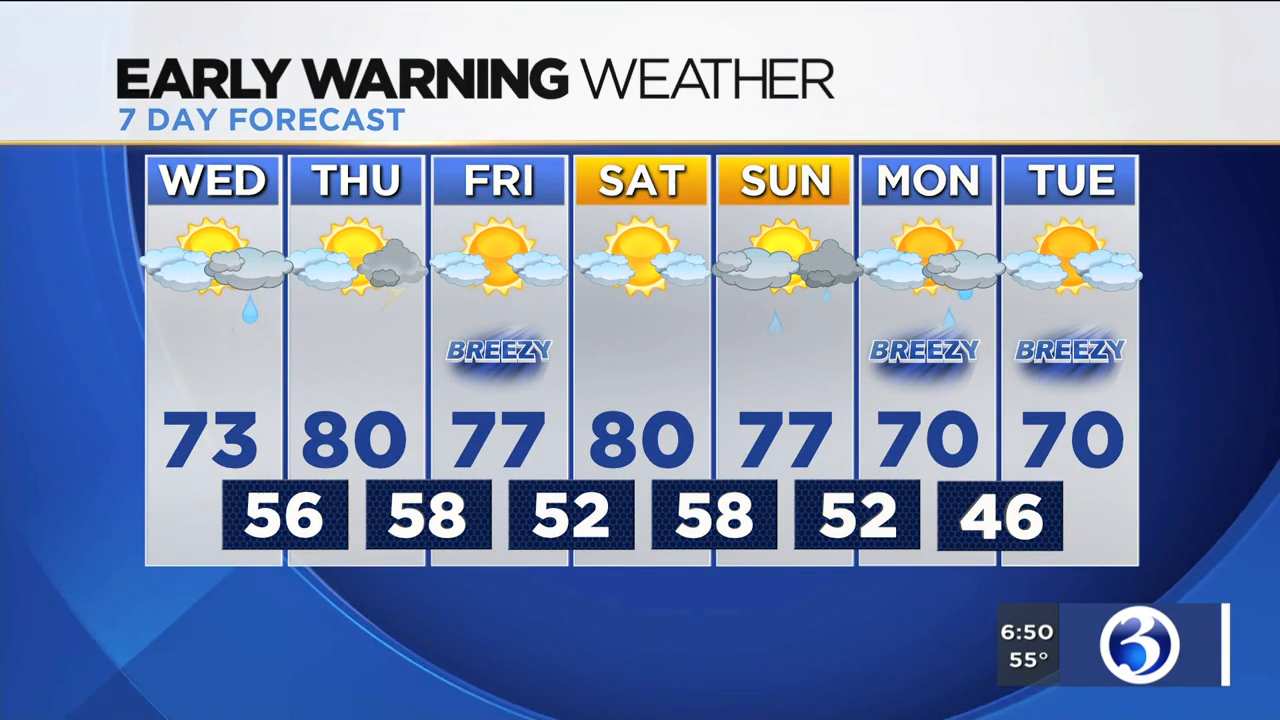 EARLY WARNING WEATHER
7 DAY FORECAST
WED THU FRI SAT SUN MON TUE
BREEZY BREEZY BREEZY
73 80 77 80 77 70 70
56 58 52 58 52 46
6:50
55°
3